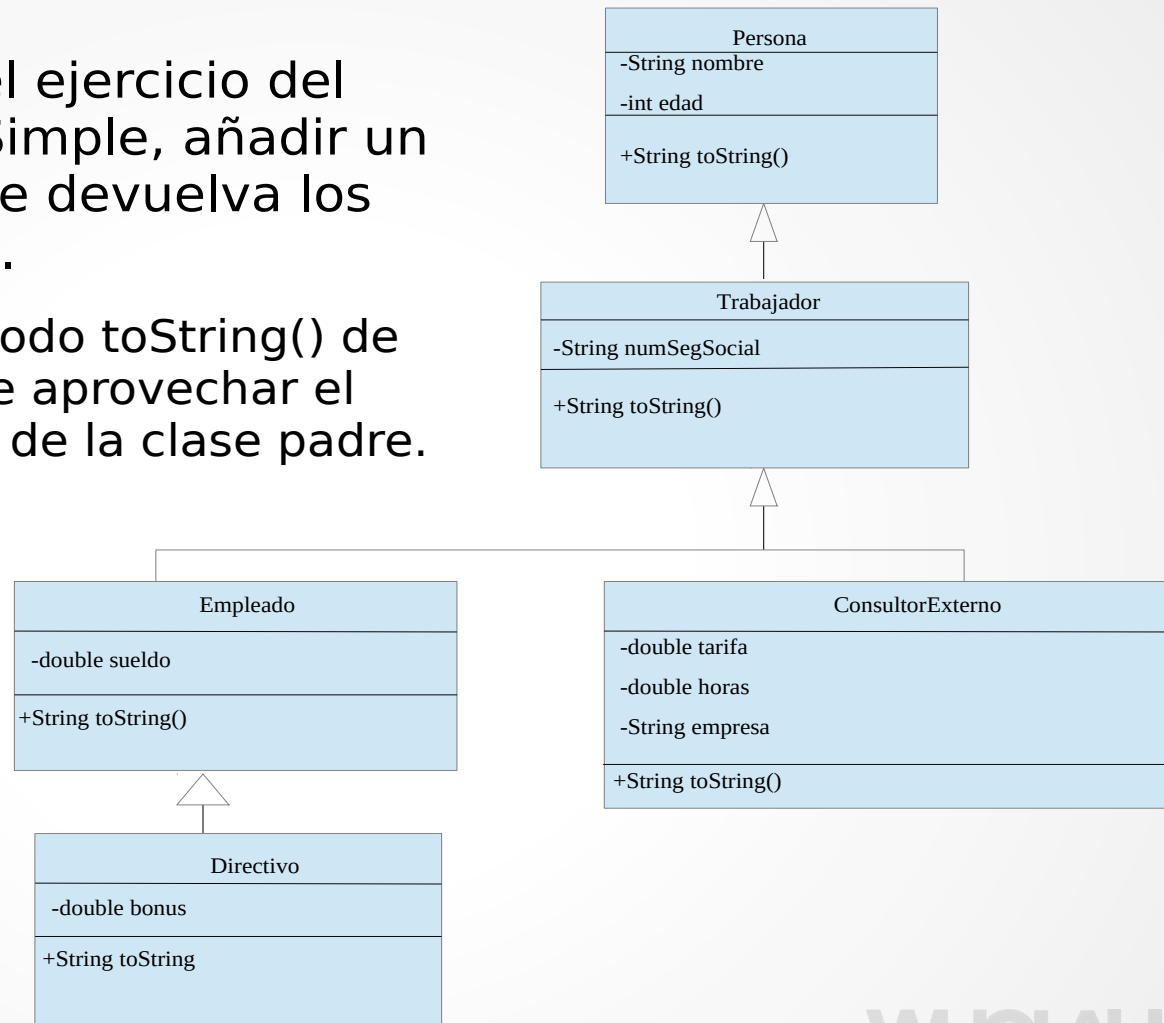 el ejercicio del
Simple, añadir un
e devuelva los
.
odo toString() de
e aprovechar el
de la clase padre.
Persona
-String nombre
-int edad
+String toString()
Trabajador
-String numSegSocial
+String toString()
Empleado
-double sueldo
+String toString()
ConsultorExterno
-double tarifa
-double horas
-String empresa
+String toString()
Directivo
-double bonus
+String toString